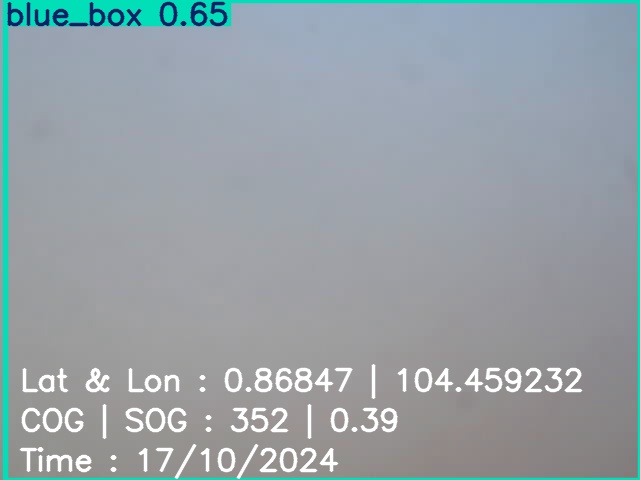 blue_box 0.65
Lat & Lon : 0.86847 | 104.459232
COG | SOG : 352 | 0.39
Time : 17/10/2024